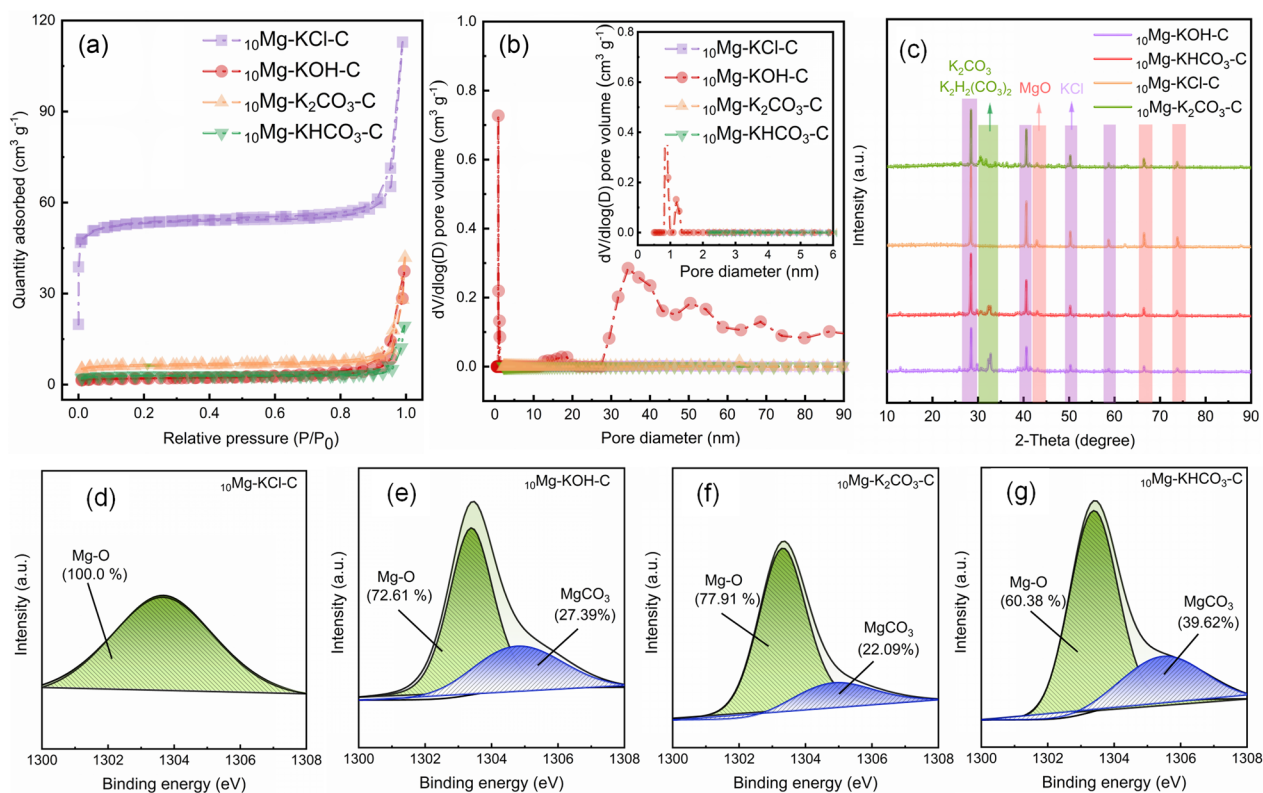 (a)
₁₀Mg-KCl-C
₁₀Mg-KOH-C
₁₀Mg-K₂CO₃-C
₁₀Mg-KHCO₃-C
Quantity adsorbed (cm³ g⁻¹)
120
90
60
30
0
0.0 0.2 0.4 0.6 0.8 1.0
Relative pressure (P/P₀)
(b)
₁₀Mg-KCl-C
₁₀Mg-KOH-C
₁₀Mg-K₂CO₃-C
₁₀Mg-KHCO₃-C
dV/dlog(D) pore volume (cm³ g⁻¹)
1.0
0.8
0.6
0.4
0.2
0.0
0 10 20 30 40 50 60 70 80 90
Pore diameter (nm)
dV/dlog(D) pore volume (cm³ g⁻¹)
0.8
0.6
0.4
0.2
0.0
0 1 2 3 4 5 6
Pore diameter (nm)
(c)
₁₀Mg-KOH-C
₁₀Mg-KHCO₃-C
₁₀Mg-KCl-C
₁₀Mg-K₂CO₃-C
K₂CO₃
K₂H₂(CO₃)₂
MgO
KCl
Intensity (a.u.)
10 20 30 40 50 60 70 80 90
2-Theta (degree)
(d)
₁₀Mg-KCl-C
Mg-O
(100.0 %)
Intensity (a.u.)
1300 1302 1304 1306 1308
Binding energy (eV)
(e)
₁₀Mg-KOH-C
Mg-O
(72.61 %)
MgCO₃
(27.39%)
Intensity (a.u.)
1300 1302 1304 1306 1308
Binding energy (eV)
(f)
₁₀Mg-K₂CO₃-C
Mg-O
(77.91 %)
MgCO₃
(22.09%)
Intensity (a.u.)
1300 1302 1304 1306 1308
Binding energy (eV)
(g)
₁₀Mg-KHCO₃-C
Mg-O
(60.38 %)
MgCO₃
(39.62%)
Intensity (a.u.)
1300 1302 1304 1306 1308
Binding energy (eV)